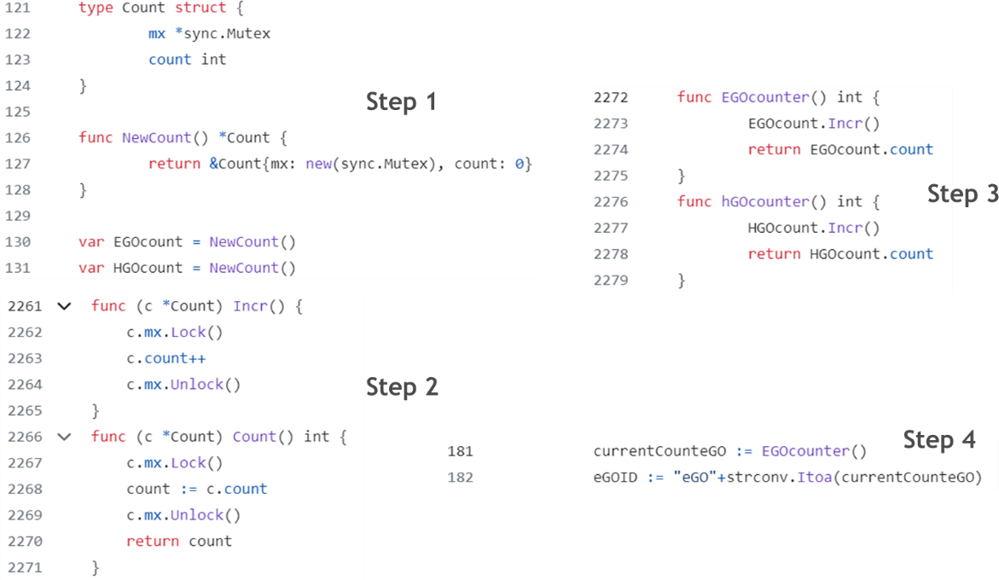 121 type Count struct {
122 mx *sync.Mutex
123 count int
124 }
125
126 func NewCount() *Count {
127 return &Count{mx: new(sync.Mutex), count: 0}
128 }
129
130 var EGOcount = NewCount()
131 var HGOcount = NewCount()
Step 1
2261 func (c *Count) Incr() {
2262 c.mx.Lock()
2263 c.count++
2264 c.mx.Unlock()
2265 }
2266 func (c *Count) Count() int {
2267 c.mx.Lock()
2268 count := c.count
2269 c.mx.Unlock()
2270 return count
2271 }
Step 2
2272 func EGOcounter() int {
2273 EGOcount.Incr()
2274 return EGOcount.count
2275 }
2276 func hGOcounter() int {
2277 HGOcount.Incr()
2278 return HGOcount.count
2279 }
Step 3
181 currentCounteGO := EGOcounter()
182 eGOID := "eGO"+strconv.Itoa(currentCounteGO)
Step 4